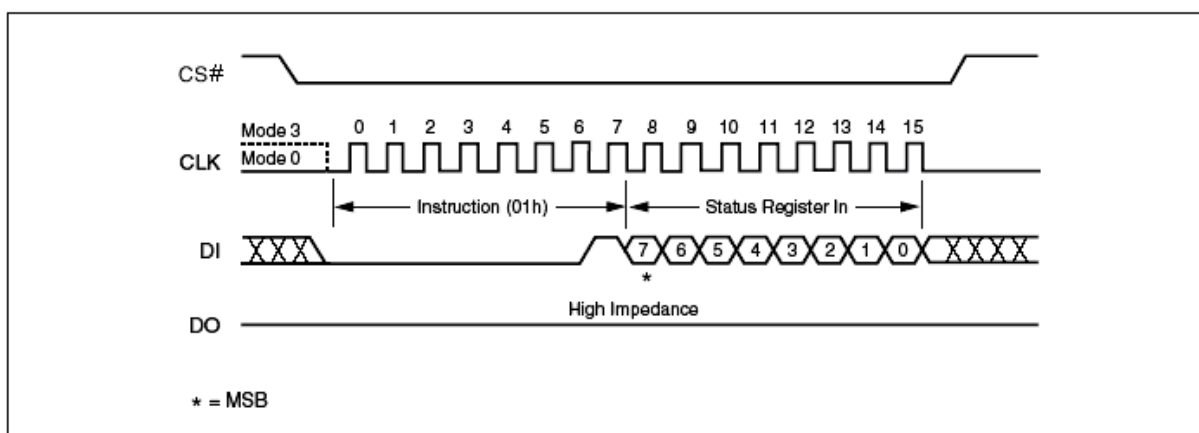 CS#
Mode 3
0 1 2 3 4 5 6 7 8 9 10 11 12 13 14 15
Mode 0
CLK
Instruction (01h) Status Register In
DI 7 6 5 4 3 2 1 0
*
High Impedance
DO
* = MSB